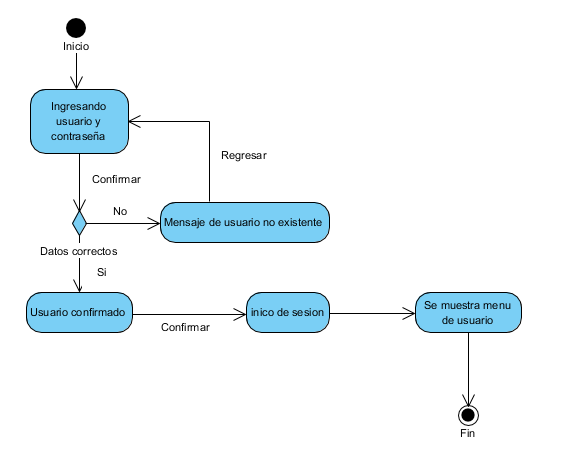 Inicio
Ingresando
usuario y
contraseña
Regresar
Confirmar
No
Mensaje de usuario no existente
Datos correctos
Si
Usuario confirmado
Confirmar
inico de sesion
Se muestra menu
de usuario
Fin